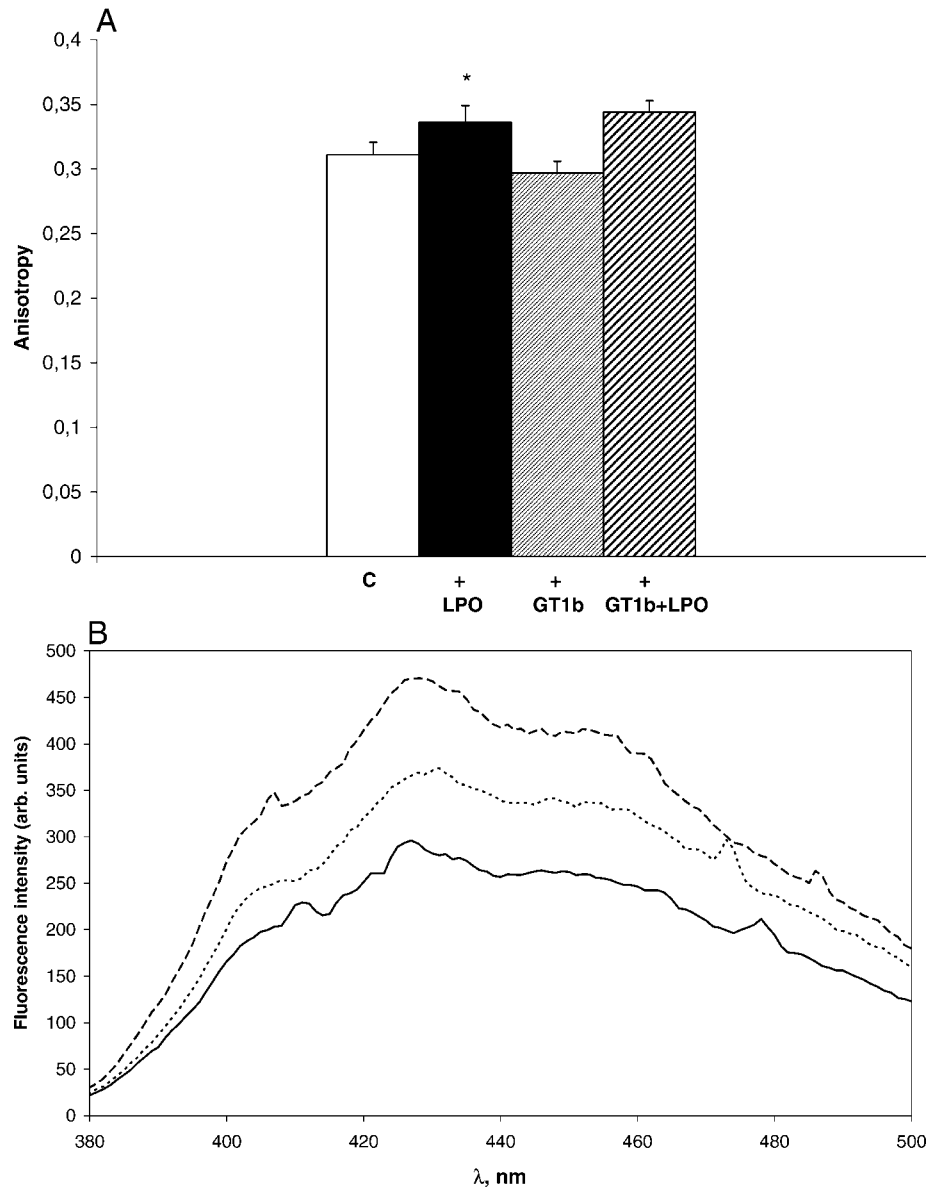 A
0,4
0,35
0,3
0,25
0,2
0,15
0,1
0,05
0
Anisotropy
*
C + + +
LPO GT1b GT1b+LPO
B
500
450
400
350
300
250
200
150
100
50
0
Fluorescence intensity (arb. units)
380 400 420 440 460 480 500
λ, nm